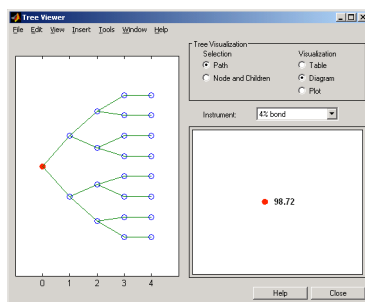 Tree Viewer
File Edit View Insert Tools Window Help
Tree Visualization
Selection
Visualization
Path
Table
Node and Children
Diagram
Plot
Instrument: 4% bond
98.72
0 1 2 3 4
Help Close